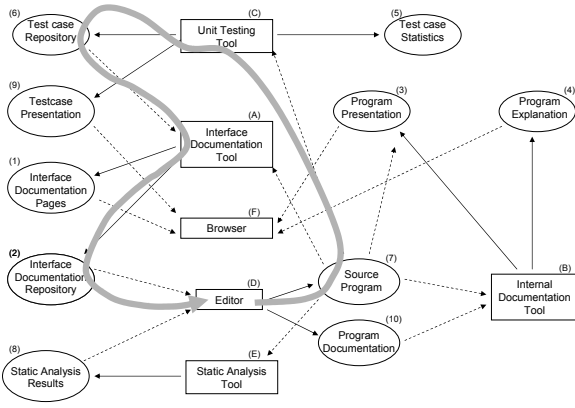 (6)
Test case
Repository
(C)
Unit Testing
Tool
(5)
Test case
Statistics
(9)
Testcase
Presentation
(A)
Interface
Documentation
Tool
(3)
Program
Presentation
(4)
Program
Explanation
(1)
Interface
Documentation
Pages
(F)
Browser
(2)
Interface
Documentation
Repository
(D)
Editor
(7)
Source
Program
(B)
Internal
Documentation
Tool
(10)
Program
Documentation
(8)
Static Analysis
Results
(E)
Static Analysis
Tool